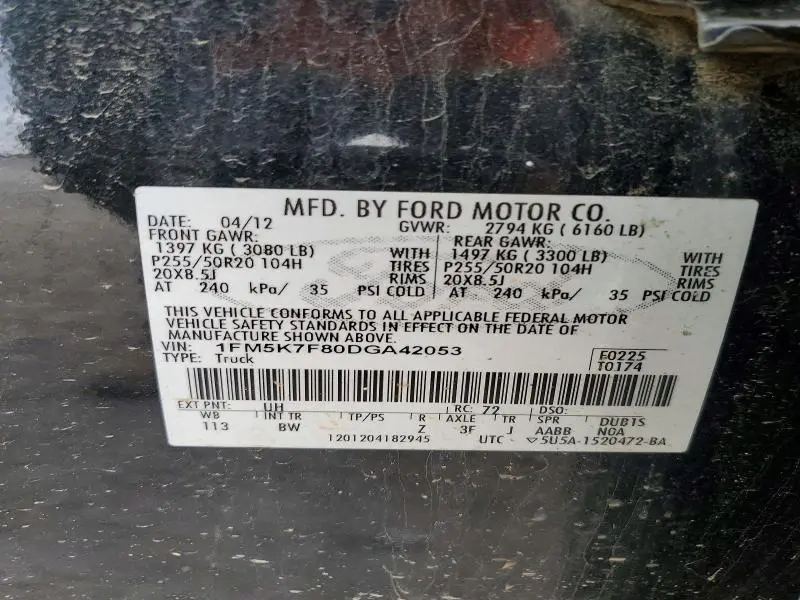 MFD. BY FORD MOTOR CO.
DATE: 04/12 GVWR: 2794 KG ( 6160 LB)
FRONT GAWR: REAR GAWR:
1397 KG ( 3080 LB) WITH 1497 KG ( 3300 LB) WITH
P255/50R20 104H TIRES P255/50R20 104H TIRES
20X8.5J RIMS 20X8.5J RIMS
AT 240 kPa/ 35 PSI COLD AT 240 kPa/ 35 PSI COLD
THIS VEHICLE CONFORMS TO ALL APPLICABLE FEDERAL MOTOR
VEHICLE SAFETY STANDARDS IN EFFECT ON THE DATE OF
MANUFACTURE SHOWN ABOVE.
VIN: 1FM5K7F80DGA42053 F0225
TYPE: Truck T0174
EXT PNT: UH RC: 72 DSO:
WB INT TR TP/PS R AXLE TR SPR DUB1S
113 BW Z 3F J AABB NGA
1201204182945 UTC ▽5U5A-1520472-BA